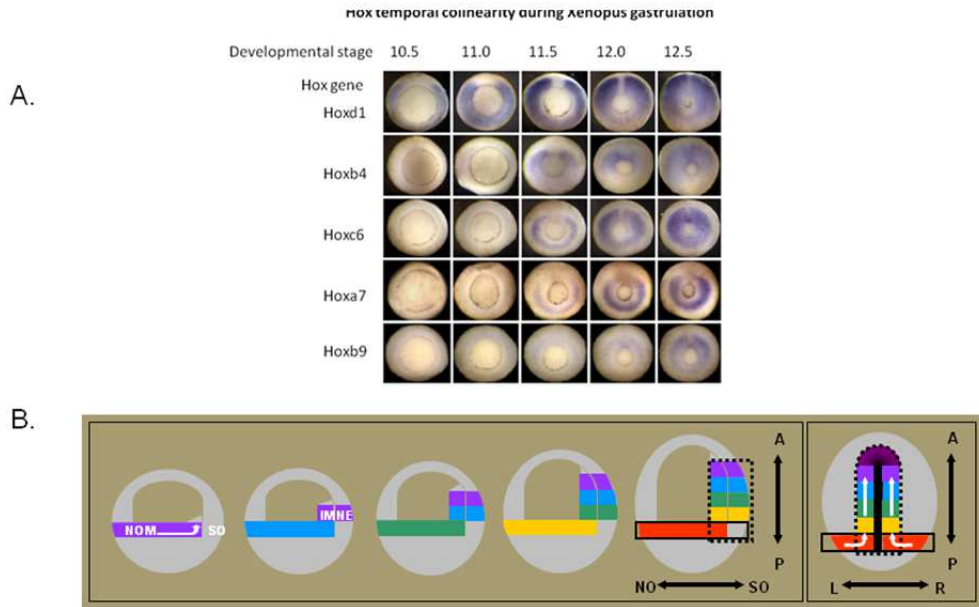 Hox temporal colinearity during Xenopus gastrulation
Developmental stage 10.5 11.0 11.5 12.0 12.5
A.
Hox gene
Hoxd1
Hoxb4
Hoxc6
Hoxa7
Hoxb9
B.
NOM SO IMNE
A
P
NO SO
A
P
L R